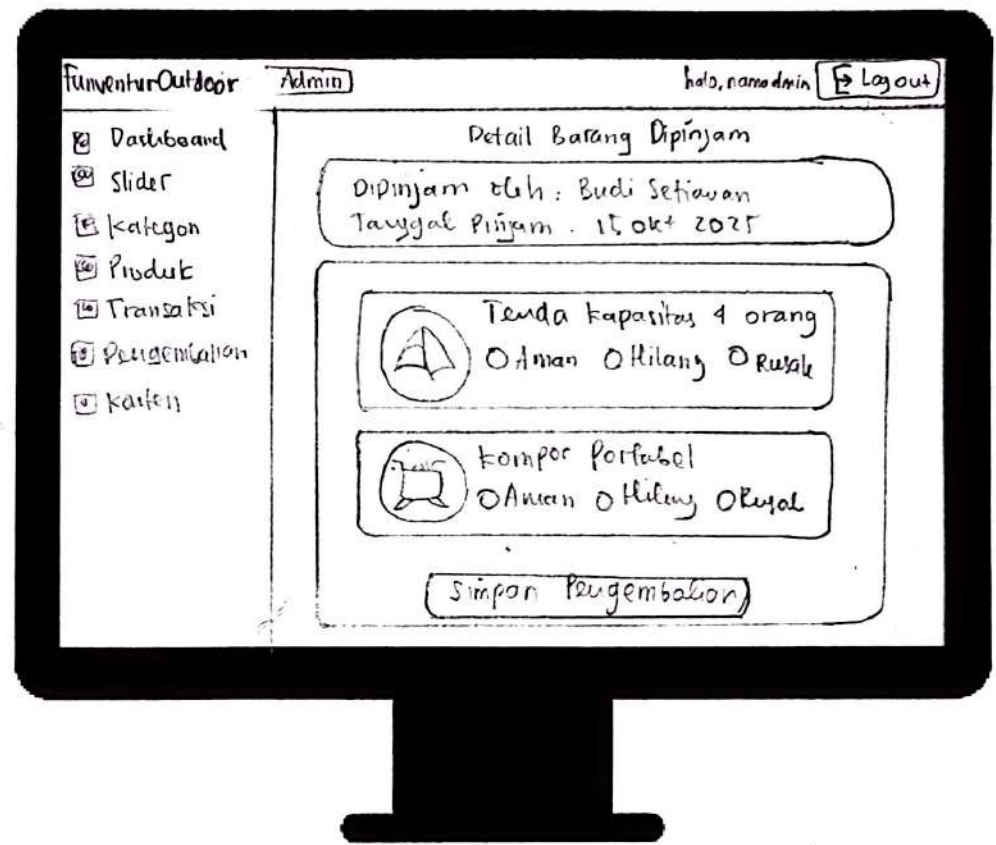 FunventurOutdoor
Admin
halo, namadmin
Logout
Dashboard
Slider
Kategori
Produk
Transaksi
Pengembalian
Detail Barang Dipinjam
Dipinjam oleh : Budi Setiawan
Tanggal Pinjam . 15 okt 2025
Tenda kapasitas 4 orang
Aman Hilang Rusak
Kompor Portabel
Aman Hilang Rusak
Simpan Pengembalian